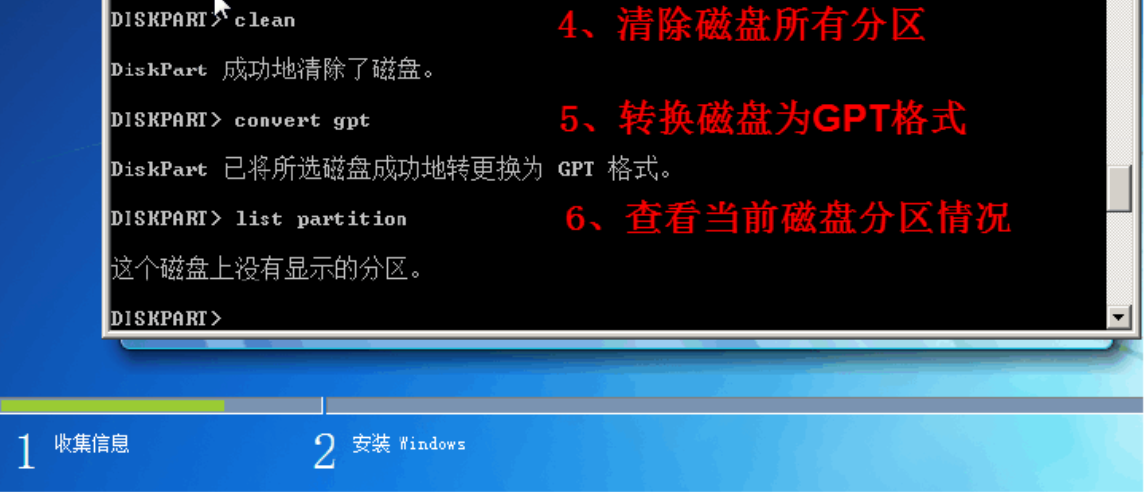 DISKPART> clean
4、清除磁盘所有分区
DiskPart 成功地清除了磁盘。
DISKPART> convert gpt
5、转换磁盘为GPT格式
DiskPart 已将所选磁盘成功地转更换为 GPT 格式。
DISKPART> list partition
6、查看当前磁盘分区情况
这个磁盘上没有显示的分区。
DISKPART>
1 收集信息
2 安装 Windows